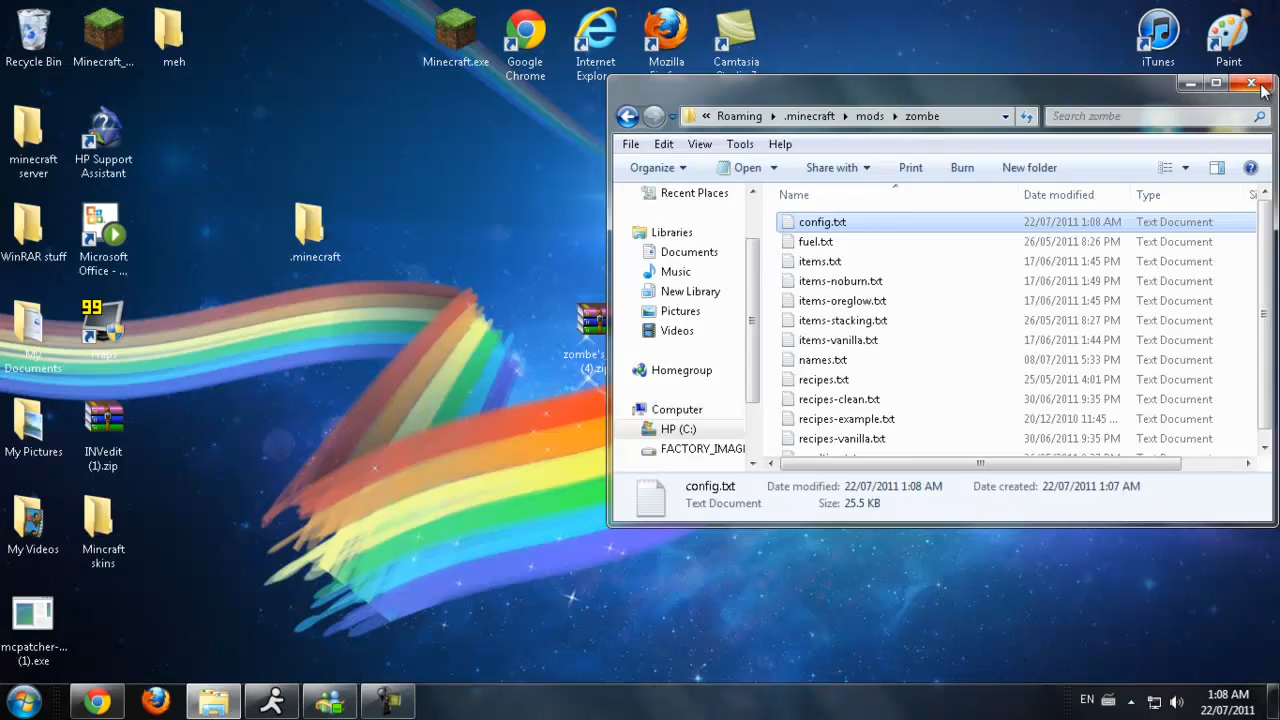 Recycle Bin
Minecraft_...
meh
Minecraft.exe
Google
Chrome
Internet
Explor...
Mozilla
Camtasia
iTunes
Paint
minecraft
server
HP Support
Assistant
WinRAR stuff
Microsoft
Office - ...
.minecraft
My
Documents
99
Fraps
zombe's_
(4).zip
My Pictures
INVedit
(1).zip
My Videos
Mincraft
skins
mcpatcher-...
(1).exe
« Roaming .minecraft mods zombe
Search zombe
File Edit View Tools Help
Organize Open Share with Print Burn New folder
Recent Places
Libraries
Documents
Music
New Library
Pictures
Videos
Homegroup
Computer
HP (C:)
FACTORY_IMAG
Name Date modified Type
config.txt 22/07/2011 1:08 AM Text Document
fuel.txt 26/05/2011 8:26 PM Text Document
items.txt 17/06/2011 1:45 PM Text Document
items-noburn.txt 17/06/2011 1:49 PM Text Document
items-oreglow.txt 17/06/2011 1:45 PM Text Document
items-stacking.txt 26/05/2011 8:27 PM Text Document
items-vanilla.txt 17/06/2011 1:44 PM Text Document
names.txt 08/07/2011 5:33 PM Text Document
recipes.txt 25/05/2011 4:01 PM Text Document
recipes-clean.txt 30/06/2011 9:35 PM Text Document
recipes-example.txt 20/12/2010 11:45 ... Text Document
recipes-vanilla.txt 30/06/2011 9:35 PM Text Document
config.txt Date modified: 22/07/2011 1:08 AM Date created: 22/07/2011 1:07 AM
Text Document Size: 25.5 KB
EN
1:08 AM
22/07/2011